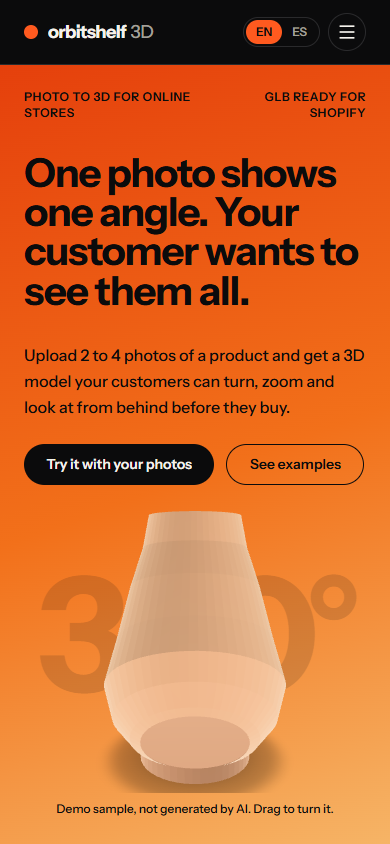 orbitshelf 3D
EN ES
PHOTO TO 3D FOR ONLINE
STORES
GLB READY FOR
SHOPIFY
One photo shows
one angle. Your
customer wants to
see them all.
Upload 2 to 4 photos of a product and get a 3D
model your customers can turn, zoom and
look at from behind before they buy.
Try it with your photos
See examples
3 0°
Demo sample, not generated by AI. Drag to turn it.